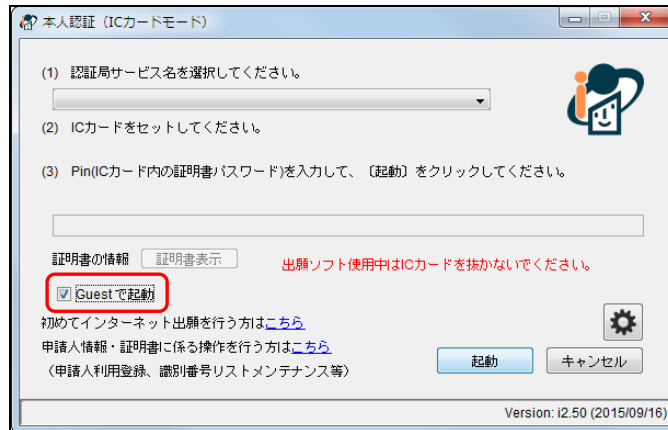 本人認証（ICカードモード）
(1) 認証局サービス名を選択してください。
(2) ICカードをセットしてください。
(3) Pin(ICカード内の証明書パスワード)を入力して、〔起動〕をクリックしてください。
証明書の情報 証明書表示 出願ソフト使用中はICカードを抜かないでください。
Guestで起動
初めてインターネット出願を行う方はこちら
申請人情報・証明書に係る操作を行う方はこちら
（申請人利用登録、識別番号リストメンテナンス等） 起動 キャンセル
Version: i2.50 (2015/09/16)